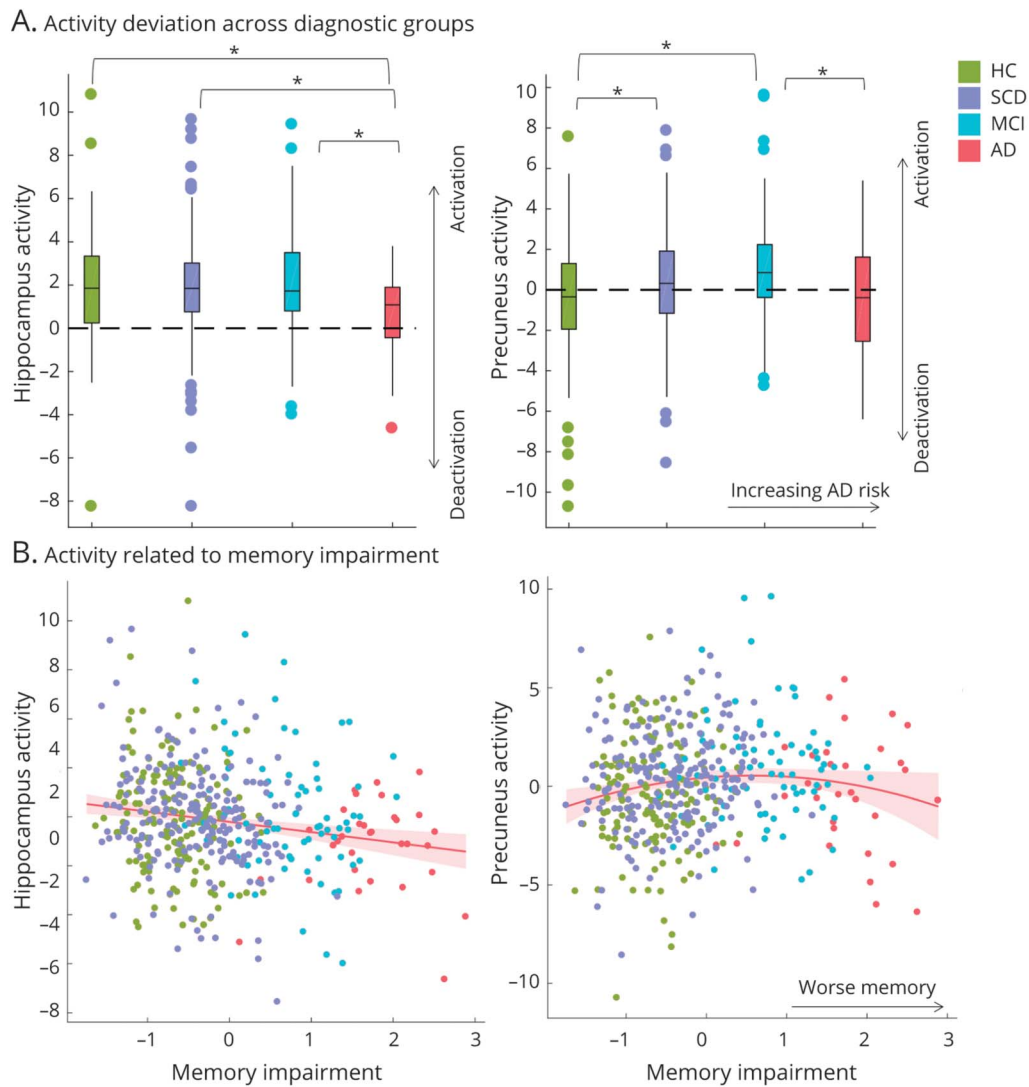 A. Activity deviation across diagnostic groups
* * *
Hippocampus activity
10
8
6
4
2
0
−2
−4
−6
−8
Activation
Deactivation
* * *
Precuneus activity
10
8
6
4
2
0
−2
−4
−6
−8
−10
Activation
Deactivation
Increasing AD risk
HC
SCD
MCI
AD
B. Activity related to memory impairment
Hippocampus activity
10
8
6
4
2
0
−2
−4
−6
−8
−1 0 1 2 3
Memory impairment
Precuneus activity
10
5
0
−5
−10
Worse memory
−1 0 1 2 3
Memory impairment